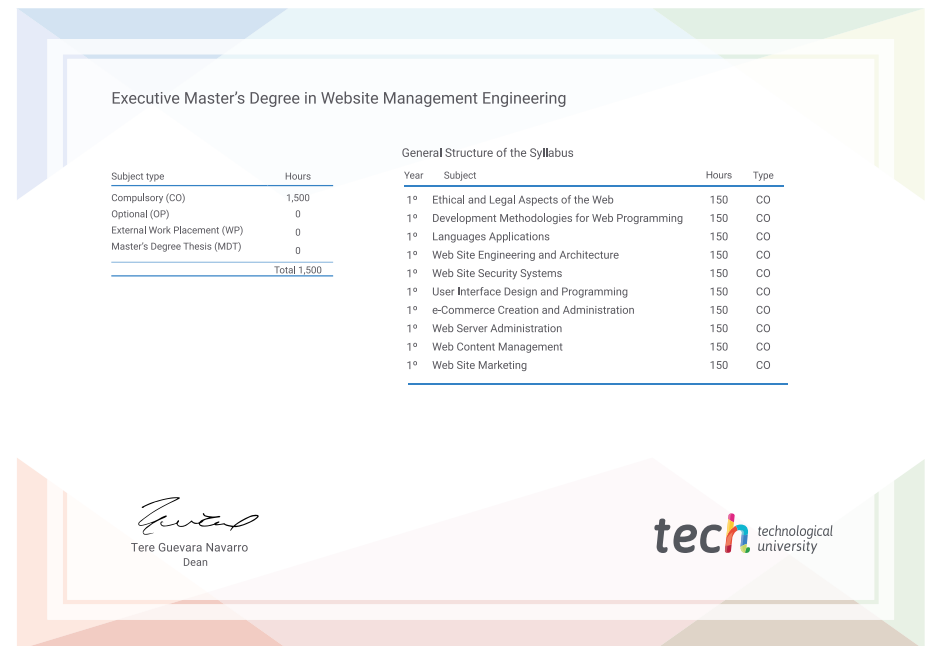 Executive Master's Degree in Website Management Engineering
Subject type Hours
Compulsory (CO) 1,500
Optional (OP) 0
External Work Placement (WP) 0
Master's Degree Thesis (MDT) 0
Total 1,500
General Structure of the Syllabus
Year Subject Hours Type
1º Ethical and Legal Aspects of the Web 150 CO
1º Development Methodologies for Web Programming 150 CO
1º Languages Applications 150 CO
1º Web Site Engineering and Architecture 150 CO
1º Web Site Security Systems 150 CO
1º User Interface Design and Programming 150 CO
1º e-Commerce Creation and Administration 150 CO
1º Web Server Administration 150 CO
1º Web Content Management 150 CO
1º Web Site Marketing 150 CO
Tere Guevara Navarro
Dean
tech technological
university